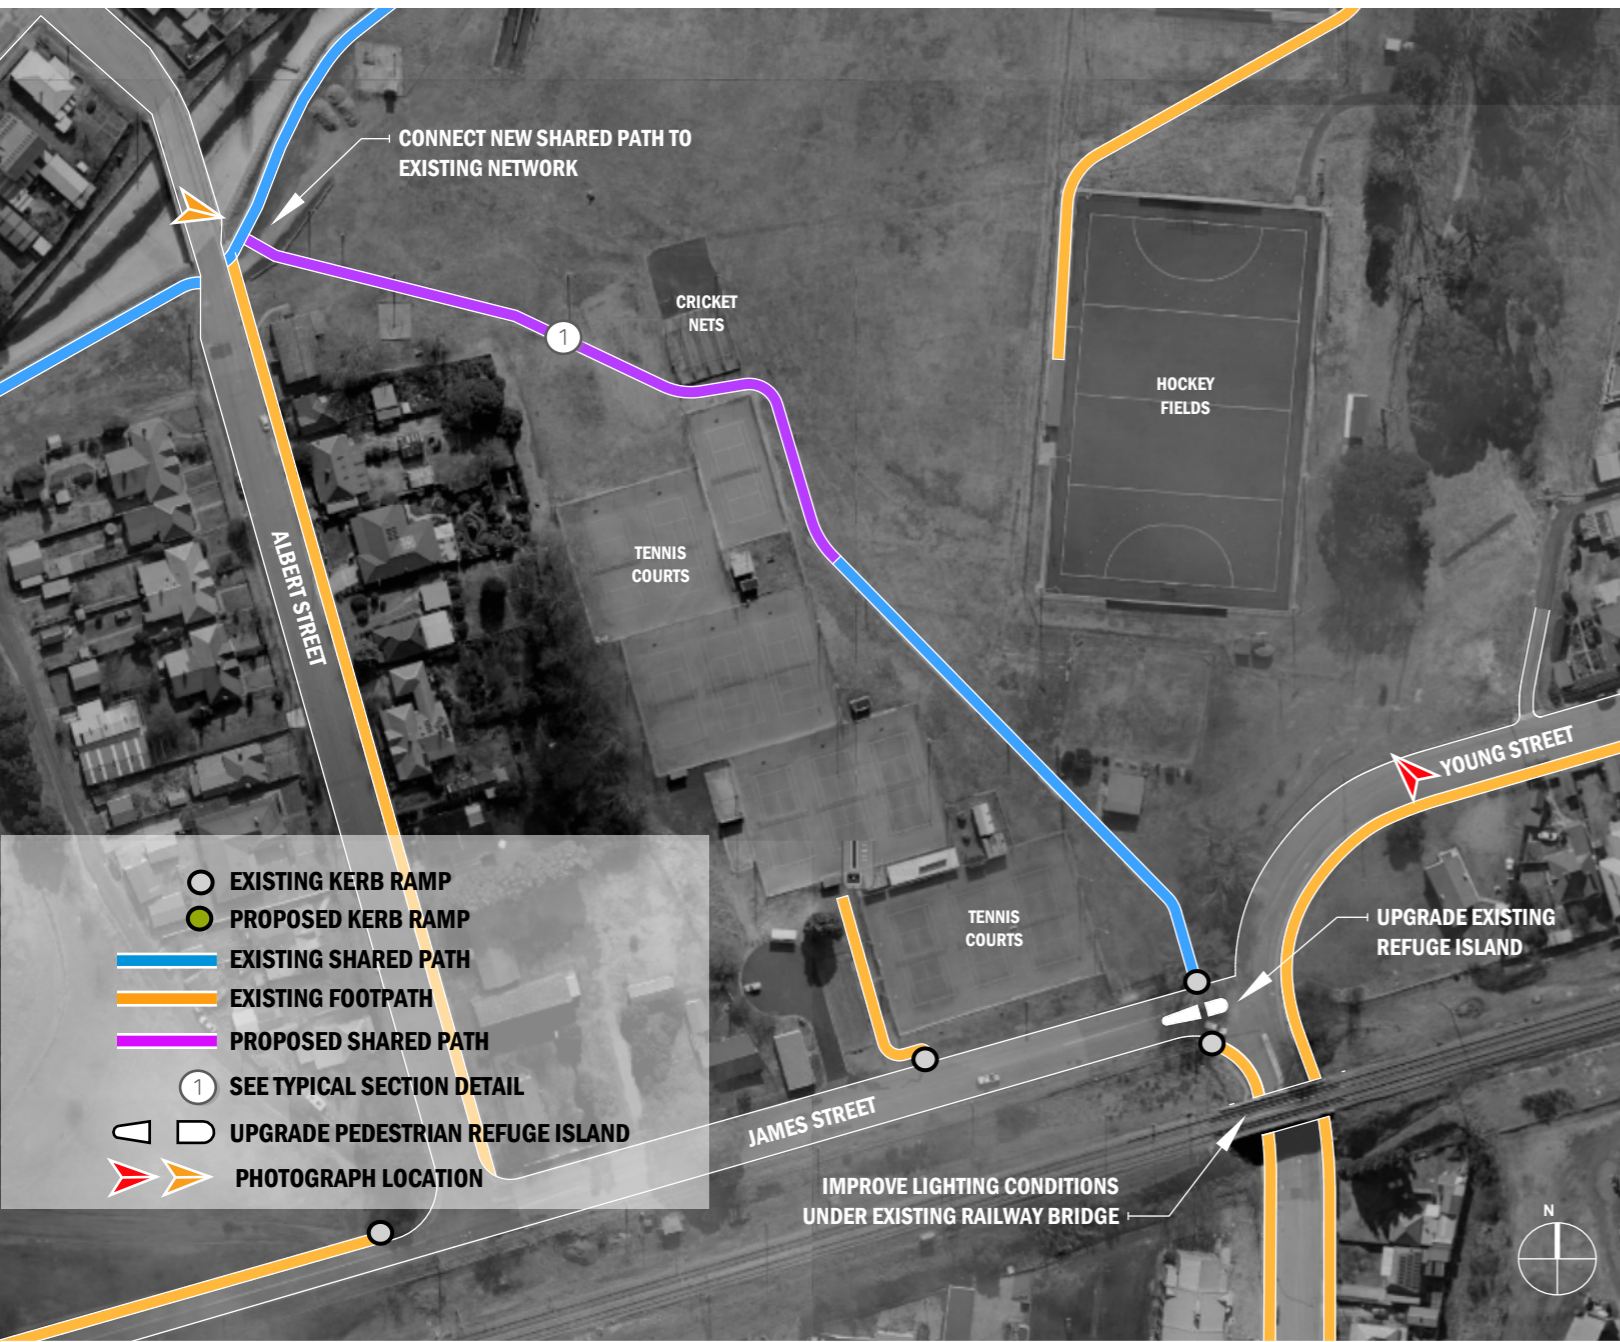 CONNECT NEW SHARED PATH TO
EXISTING NETWORK
CRICKET
NETS
1
HOCKEY
FIELDS
TENNIS
COURTS
ALBERT STREET
YOUNG STREET
EXISTING KERB RAMP
PROPOSED KERB RAMP
EXISTING SHARED PATH
EXISTING FOOTPATH
PROPOSED SHARED PATH
1 SEE TYPICAL SECTION DETAIL
UPGRADE PEDESTRIAN REFUGE ISLAND
PHOTOGRAPH LOCATION
TENNIS
COURTS
UPGRADE EXISTING
REFUGE ISLAND
JAMES STREET
IMPROVE LIGHTING CONDITIONS
UNDER EXISTING RAILWAY BRIDGE
N